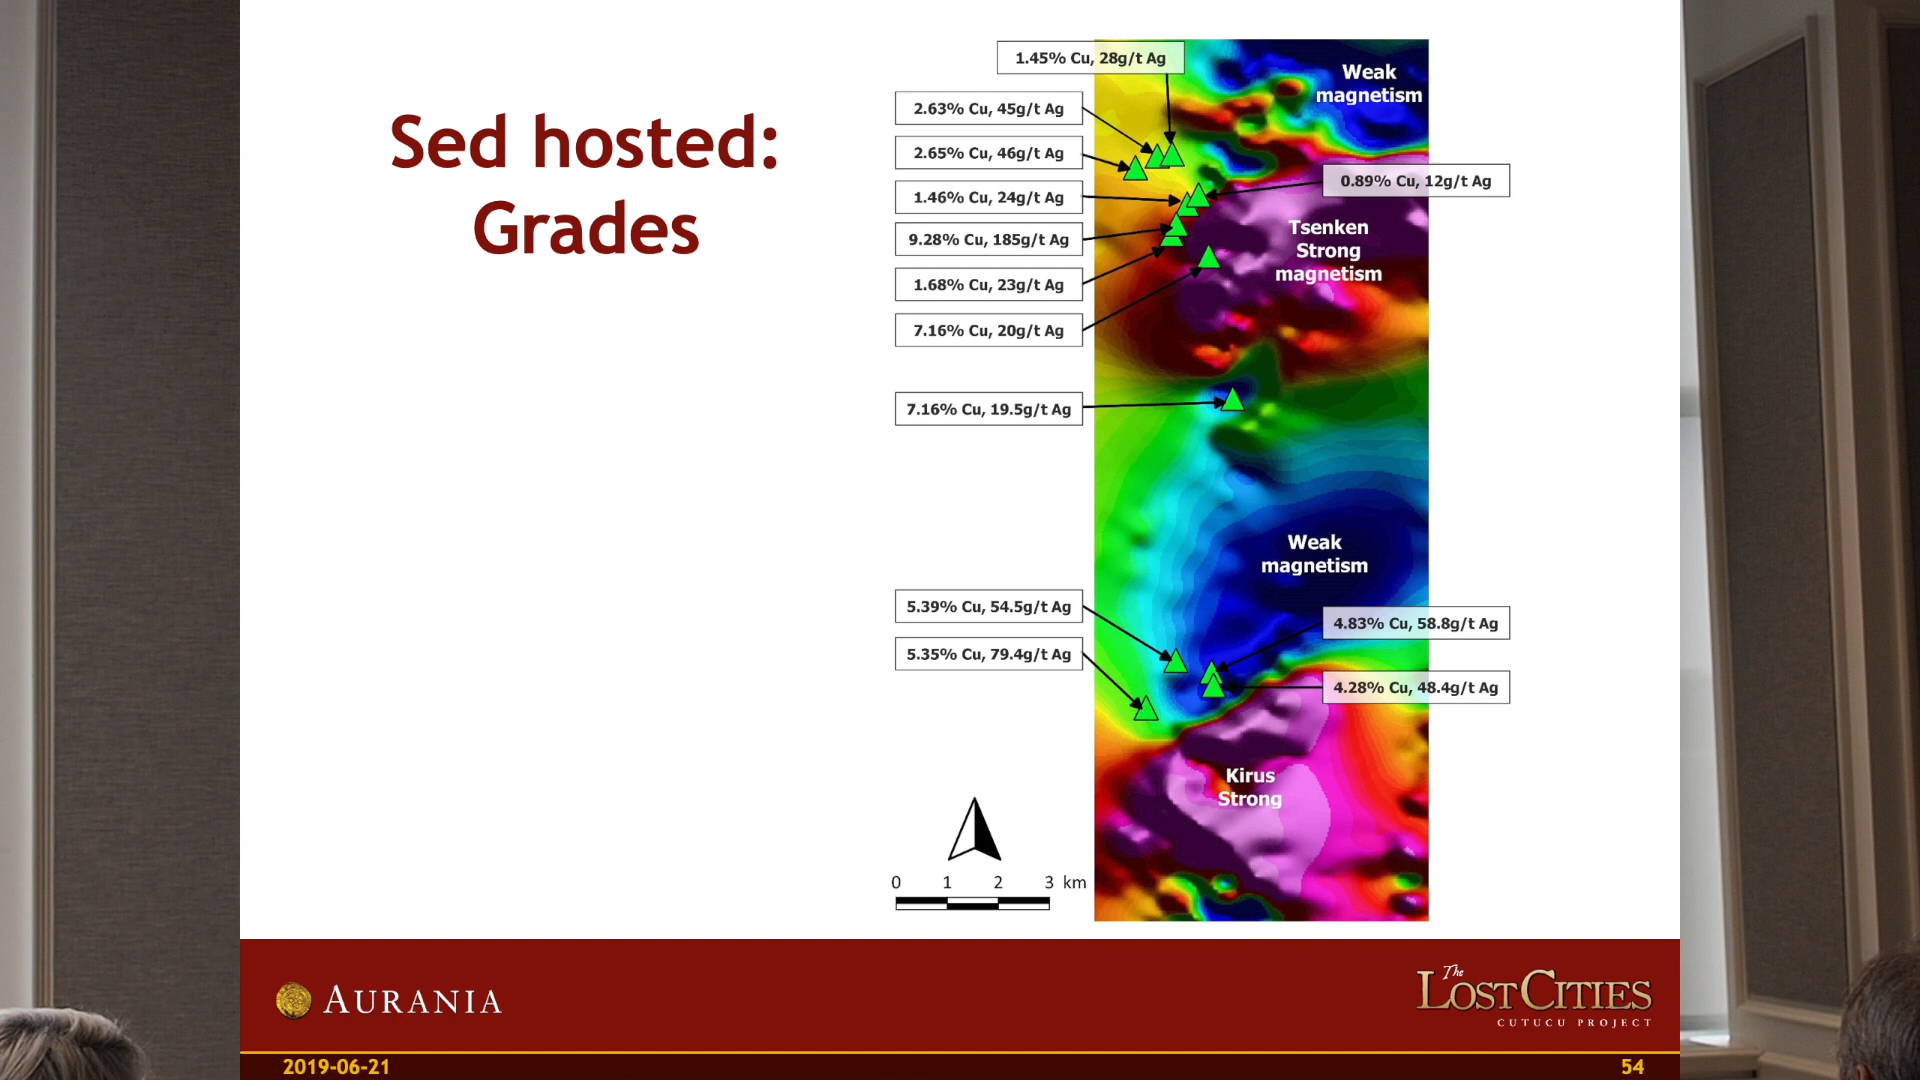 Sed hosted:
Grades
1.45% Cu, 28g/t Ag
2.63% Cu, 45g/t Ag
2.65% Cu, 46g/t Ag
1.46% Cu, 24g/t Ag
9.28% Cu, 185g/t Ag
1.68% Cu, 23g/t Ag
7.16% Cu, 20g/t Ag
7.16% Cu, 19.5g/t Ag
5.39% Cu, 54.5g/t Ag
5.35% Cu, 79.4g/t Ag
Weak
magnetism
0.89% Cu, 12g/t Ag
Tsenken
Strong
magnetism
Weak
magnetism
4.83% Cu, 58.8g/t Ag
4.28% Cu, 48.4g/t Ag
Kirus
Strong
0 1 2 3 km
AURANIA
The
LOST CITIES
CUTUCU PROJECT
2019-06-21
54